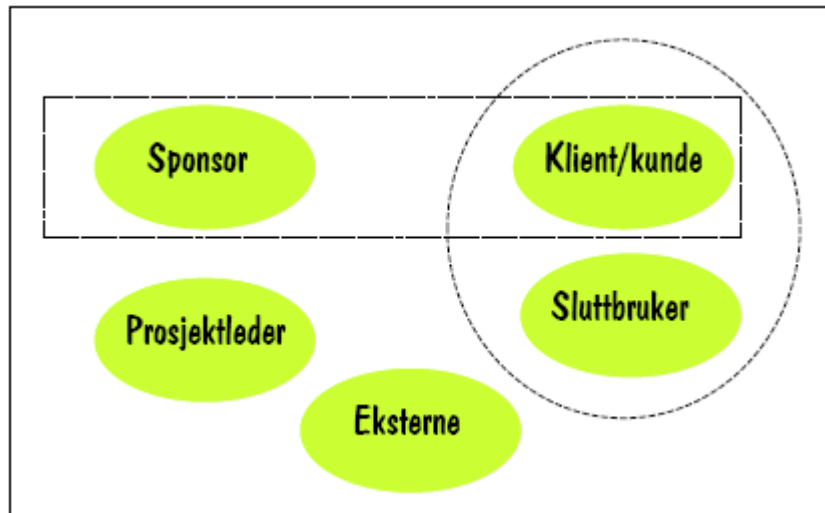 Sponsor
Klient/kunde
Prosjektleder
Sluttbruker
Eksterne